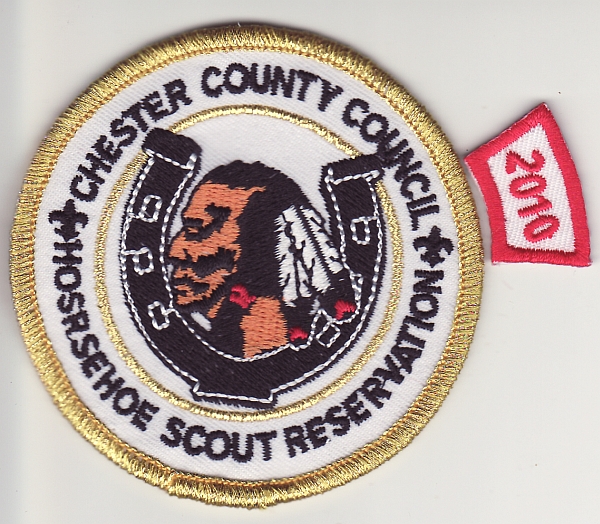 CHESTER COUNTY COUNCIL
HOSRSEHOE SCOUT RESERVATION
2010